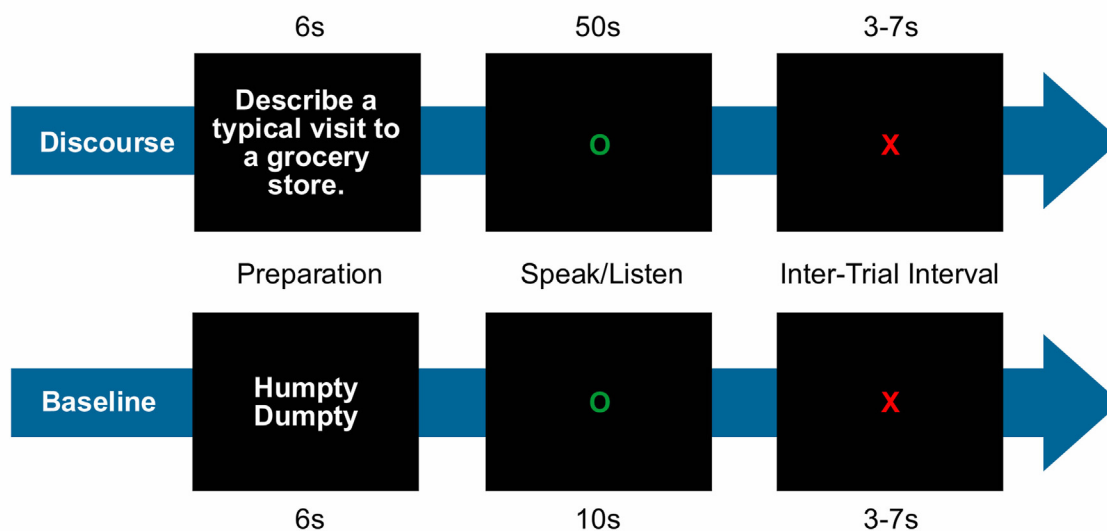 6s 50s 3-7s
Discourse
Describe a
typical visit to
a grocery
store.
O
X
Preparation Speak/Listen Inter-Trial Interval
Baseline
Humpty
Dumpty
O
X
6s 10s 3-7s